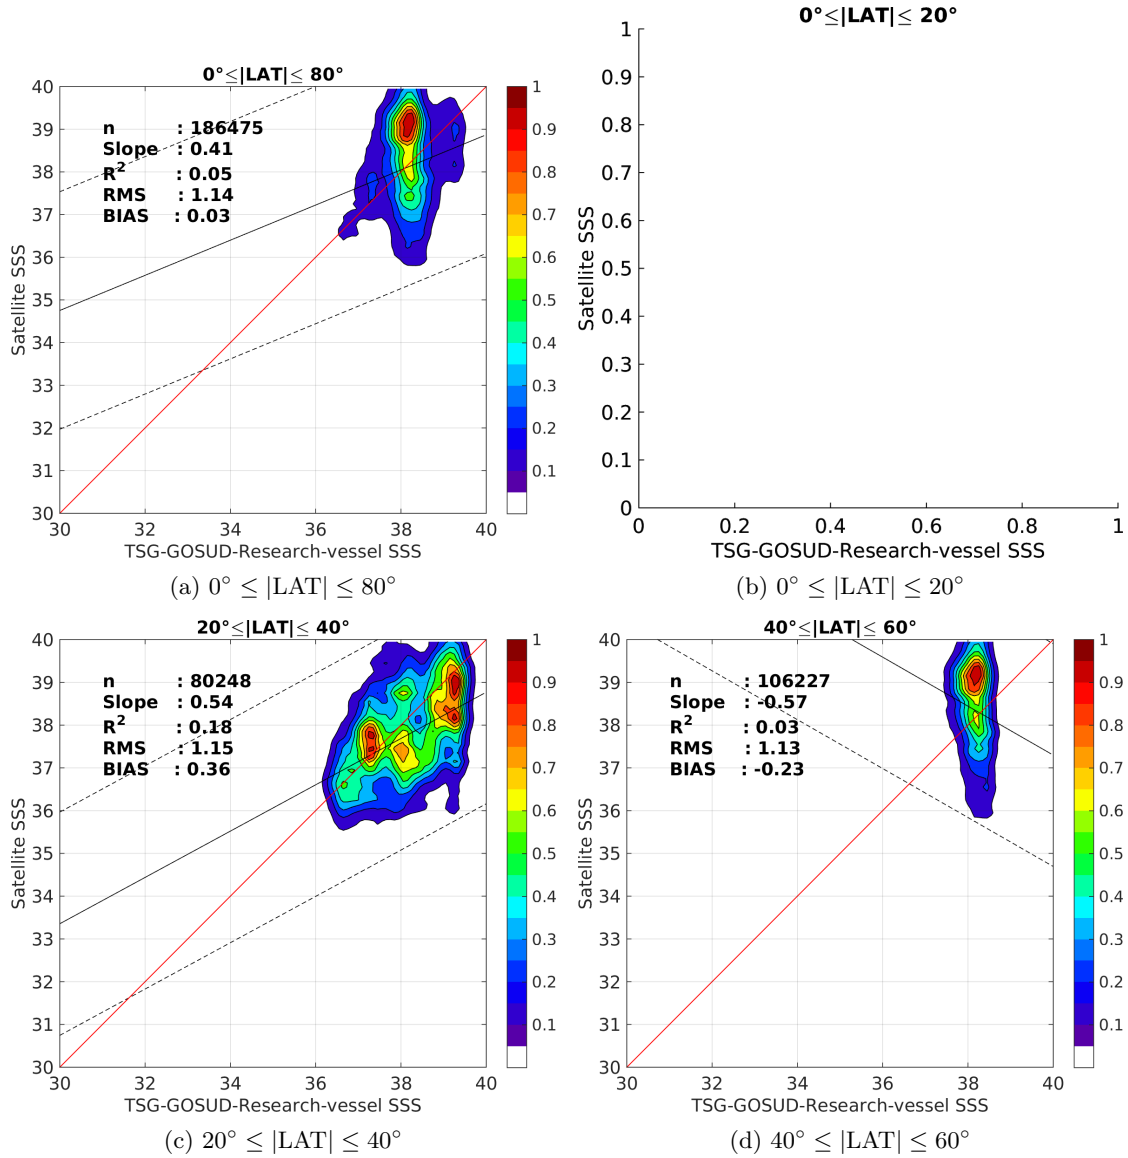 0°≤|LAT|≤ 80°
n : 186475
Slope : 0.41
R² : 0.05
RMS : 1.14
BIAS : 0.03
40
39
38
37
36
35
34
33
32
31
30
30 32 34 36 38 40
Satellite SSS
TSG-GOSUD-Research-vessel SSS
1
0.9
0.8
0.7
0.6
0.5
0.4
0.3
0.2
0.1
(a) 0° ≤ |LAT| ≤ 80°
0°≤|LAT|≤ 20°
1
0.9
0.8
0.7
0.6
0.5
0.4
0.3
0.2
0.1
0
0 0.2 0.4 0.6 0.8 1
Satellite SSS
TSG-GOSUD-Research-vessel SSS
(b) 0° ≤ |LAT| ≤ 20°
20°≤|LAT|≤ 40°
n : 80248
Slope : 0.54
R² : 0.18
RMS : 1.15
BIAS : 0.36
40
39
38
37
36
35
34
33
32
31
30
30 32 34 36 38 40
Satellite SSS
TSG-GOSUD-Research-vessel SSS
1
0.9
0.8
0.7
0.6
0.5
0.4
0.3
0.2
0.1
(c) 20° ≤ |LAT| ≤ 40°
40°≤|LAT|≤ 60°
n : 106227
Slope : -0.57
R² : 0.03
RMS : 1.13
BIAS : -0.23
40
39
38
37
36
35
34
33
32
31
30
30 32 34 36 38 40
Satellite SSS
TSG-GOSUD-Research-vessel SSS
1
0.9
0.8
0.7
0.6
0.5
0.4
0.3
0.2
0.1
(d) 40° ≤ |LAT| ≤ 60°